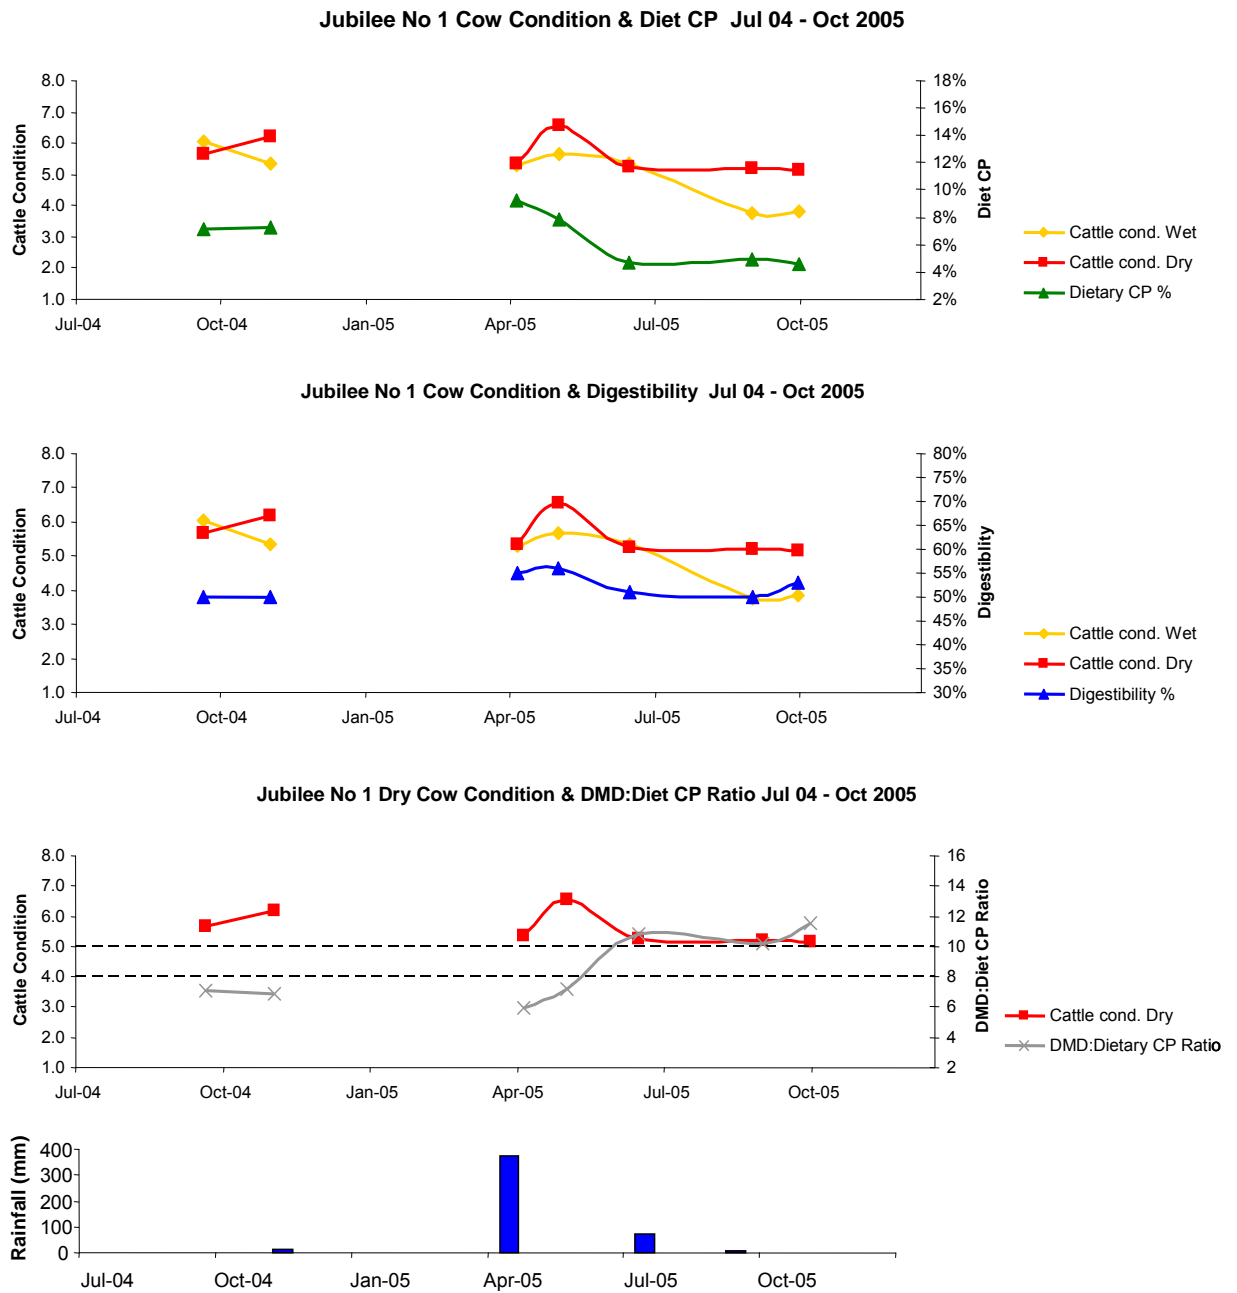 Jubilee No 1 Cow Condition & Diet CP  Jul 04 - Oct 2005
8.0
7.0
6.0
5.0
4.0
3.0
2.0
1.0
Cattle Condition
18%
16%
14%
12%
10%
8%
6%
4%
2%
Diet CP
Jul-04 Oct-04 Jan-05 Apr-05 Jul-05 Oct-05
Cattle cond. Wet
Cattle cond. Dry
Dietary CP %
Jubilee No 1 Cow Condition & Digestibility  Jul 04 - Oct 2005
8.0
7.0
6.0
5.0
4.0
3.0
2.0
1.0
Cattle Condition
80%
75%
70%
65%
60%
55%
50%
45%
40%
35%
30%
Digestiblity
Jul-04 Oct-04 Jan-05 Apr-05 Jul-05 Oct-05
Cattle cond. Wet
Cattle cond. Dry
Digestibility %
Jubilee No 1 Dry Cow Condition & DMD:Diet CP Ratio Jul 04 - Oct 2005
8.0
7.0
6.0
5.0
4.0
3.0
2.0
1.0
Cattle Condition
16
14
12
10
8
6
4
2
DMD:Diet CP Ratio
Jul-04 Oct-04 Jan-05 Apr-05 Jul-05 Oct-05
Cattle cond. Dry
DMD:Dietary CP Ratio
400
300
200
100
0
Rainfall (mm)
Jul-04 Oct-04 Jan-05 Apr-05 Jul-05 Oct-05